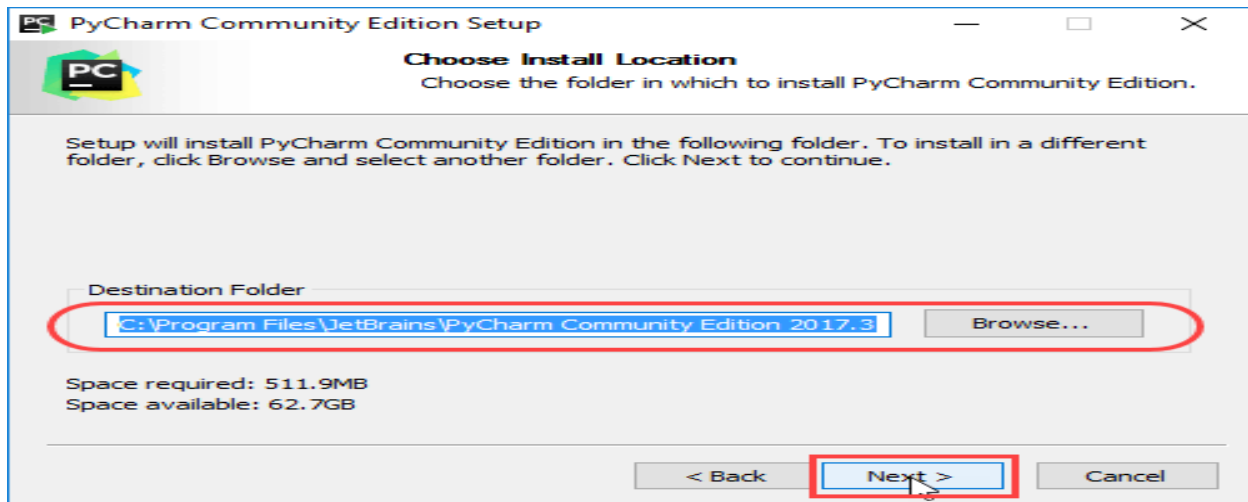 PC PyCharm Community Edition Setup
PC
Choose Install Location
Choose the folder in which to install PyCharm Community Edition.
Setup will install PyCharm Community Edition in the following folder. To install in a different
folder, click Browse and select another folder. Click Next to continue.
Destination Folder
C:\Program Files\JetBrains\PyCharm Community Edition 2017.3
Browse...
Space required: 511.9MB
Space available: 62.7GB
< Back Next > Cancel